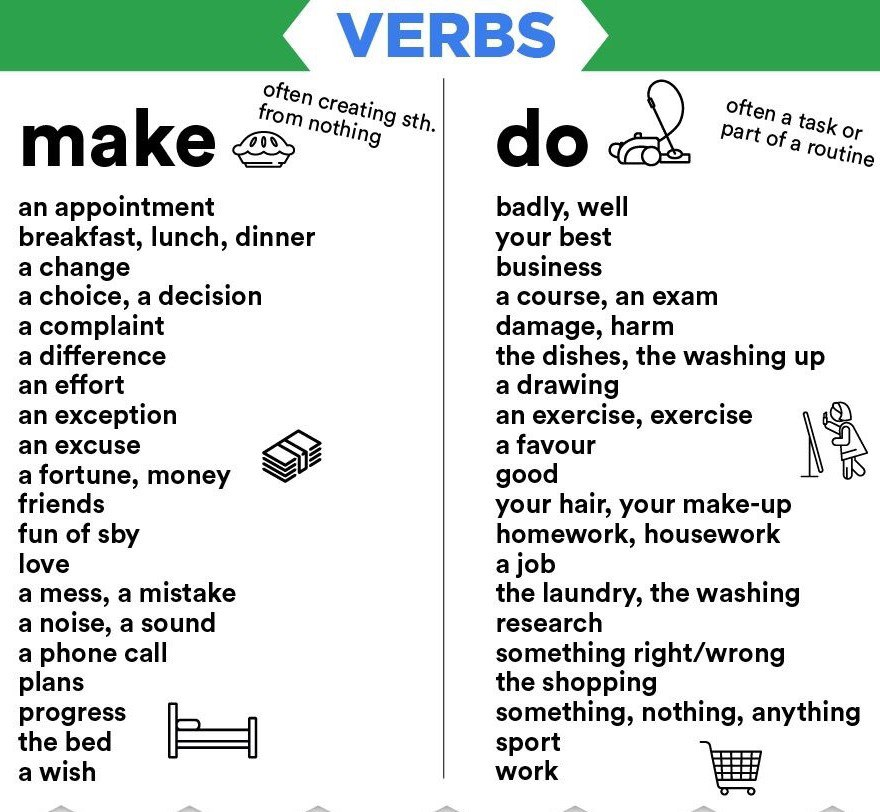 VERBS
make
often creating sth.
from nothing
an appointment
breakfast, lunch, dinner
a change
a choice, a decision
a complaint
a difference
an effort
an exception
an excuse
a fortune, money
friends
fun of sby
love
a mess, a mistake
a noise, a sound
a phone call
plans
progress
the bed
a wish
do
often a task or
part of a routine
badly, well
your best
business
a course, an exam
damage, harm
the dishes, the washing up
a drawing
an exercise, exercise
a favour
good
your hair, your make-up
homework, housework
a job
the laundry, the washing
research
something right/wrong
the shopping
something, nothing, anything
sport
work